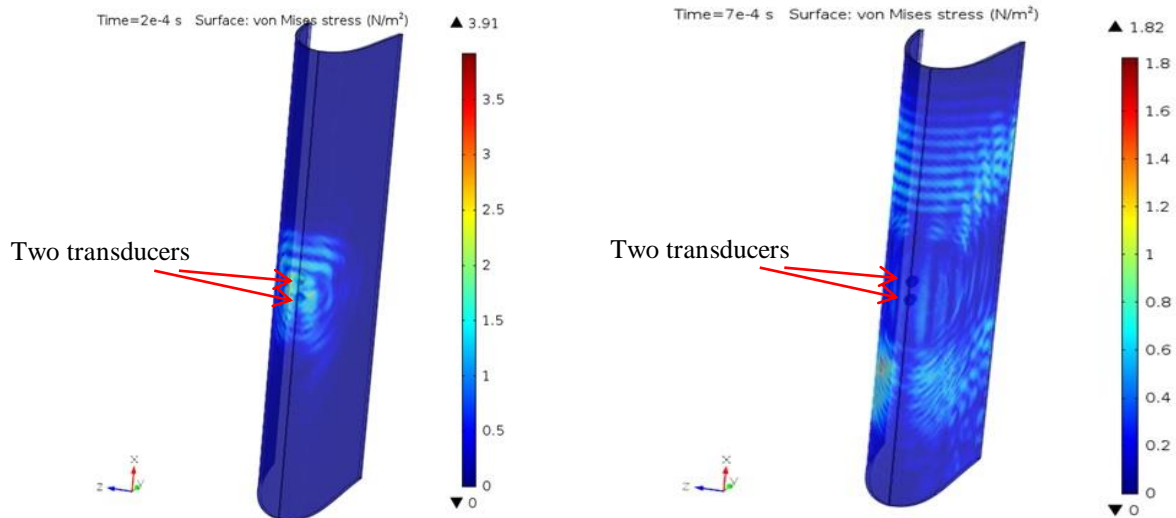 Time=2e-4 s Surface: von Mises stress (N/m²)
▲ 3.91
3.5
3
2.5
2
1.5
1
0.5
0
▼ 0
Two transducers
x
z
y
Time=7e-4 s Surface: von Mises stress (N/m²)
▲ 1.82
1.8
1.6
1.4
1.2
1
0.8
0.6
0.4
0.2
0
▼ 0
Two transducers
x
z
y